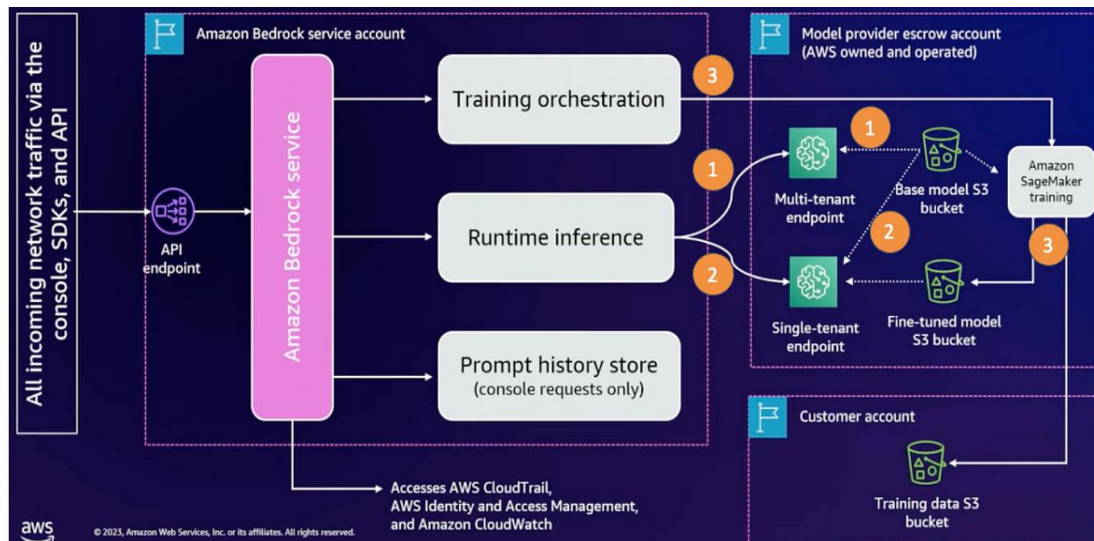 All incoming network traffic via the
console, SDKs, and API
API
endpoint
Amazon Bedrock service account
Amazon Bedrock service
Training orchestration
Runtime inference
Prompt history store
(console requests only)
3
1
2
Model provider escrow account
(AWS owned and operated)
1
Multi-tenant
endpoint
Base model S3
bucket
Amazon
SageMaker
training
2
3
Single-tenant
endpoint
Fine-tuned model
S3 bucket
Customer account
Training data S3
bucket
Accesses AWS CloudTrail,
AWS Identity and Access Management,
and Amazon CloudWatch
aws
© 2023, Amazon Web Services, Inc. or its affiliates. All rights reserved.